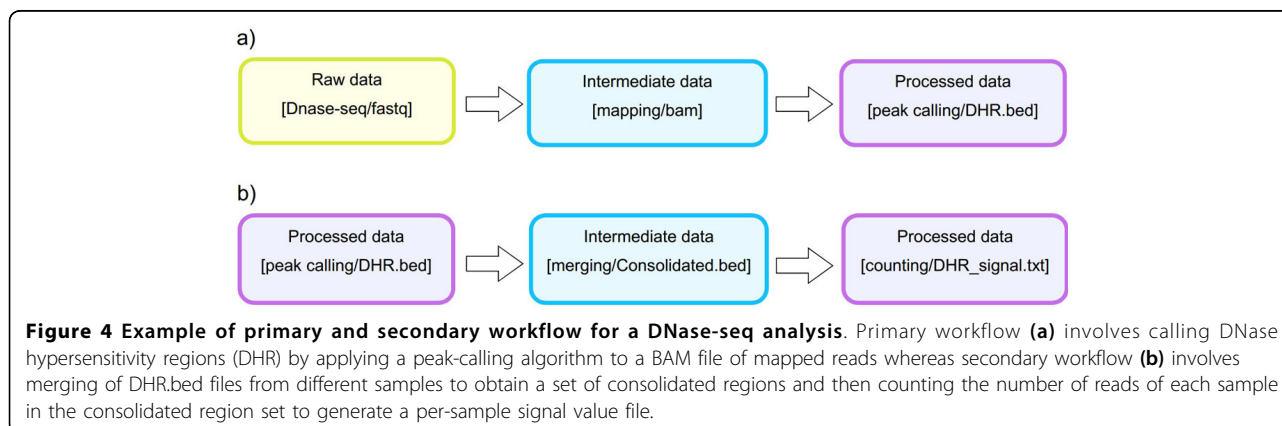 a)
Raw data
[Dnase-seq/fastq]
Intermediate data
[mapping/bam]
Processed data
[peak calling/DHR.bed]
b)
Processed data
[peak calling/DHR.bed]
Intermediate data
[merging/Consolidated.bed]
Processed data
[counting/DHR_signal.txt]
Figure 4 Example of primary and secondary workflow for a DNase-seq analysis. Primary workflow (a) involves calling DNase
hypersensitivity regions (DHR) by applying a peak-calling algorithm to a BAM file of mapped reads whereas secondary workflow (b) involves
merging of DHR.bed files from different samples to obtain a set of consolidated regions and then counting the number of reads of each sample
in the consolidated region set to generate a per-sample signal value file.